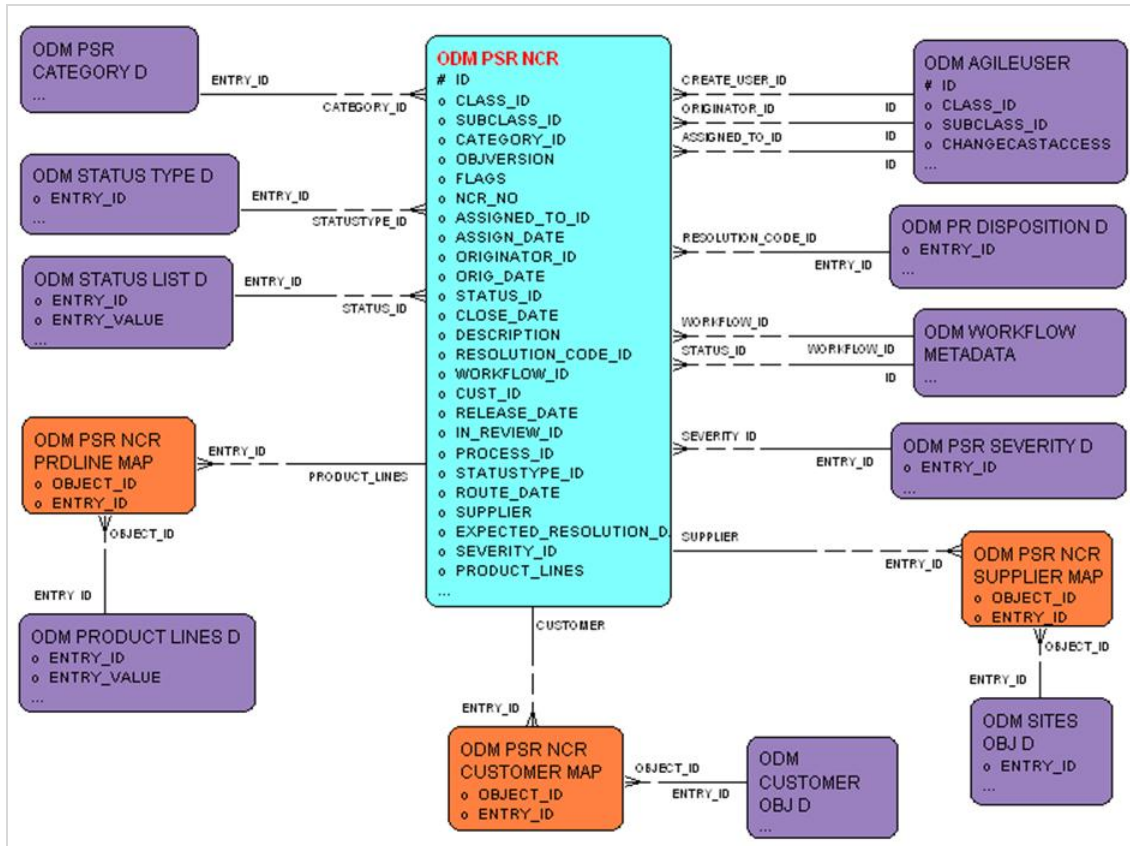 ODM PSR
CATEGORY D
...
ENTRY_ID
CATEGORY_ID
ODM STATUS TYPE D
o ENTRY_ID
...
ENTRY_ID
STATUSTYPE_ID
ODM STATUS LIST D
o ENTRY_ID
o ENTRY_VALUE
...
ENTRY_ID
STATUS_ID
ODM PSR NCR
PRDLINE MAP
o OBJECT_ID
o ENTRY_ID
ENTRY_ID
PRODUCT_LINES
OBJECT_ID
ENTRY_ID
ODM PRODUCT LINES D
o ENTRY_ID
o ENTRY_VALUE
...
ODM PSR NCR
# ID
o CLASS_ID
o SUBCLASS_ID
o CATEGORY_ID
o OBJVERSION
o FLAGS
o NCR_NO
o ASSIGNED_TO_ID
o ASSIGN_DATE
o ORIGINATOR_ID
o ORIG_DATE
o STATUS_ID
o CLOSE_DATE
o DESCRIPTION
o RESOLUTION_CODE_ID
o WORKFLOW_ID
o CUST_ID
o RELEASE_DATE
o IN_REVIEW_ID
o PROCESS_ID
o STATUSTYPE_ID
o ROUTE_DATE
o SUPPLIER
o EXPECTED_RESOLUTION_D.
o SEVERITY_ID
o PRODUCT_LINES
...
CUSTOMER
ENTRY_ID
ODM PSR NCR
CUSTOMER MAP
o OBJECT_ID
o ENTRY_ID
OBJECT_ID
ENTRY_ID
ODM
CUSTOMER
OBJ D
...
CREATE_USER_ID
ORIGINATOR_ID
ID
ASSIGNED_TO_ID
ID
ID
ODM AGILEUSER
# ID
o CLASS_ID
o SUBCLASS_ID
o CHANGECASTACCESS
...
RESOLUTION_CODE_ID
ENTRY_ID
ODM PR DISPOSITION D
o ENTRY_ID
...
WORKFLOW_ID
STATUS_ID
WORKFLOW_ID
ID
ODM WORKFLOW
METADATA
...
SEVERITY_ID
ENTRY_ID
ODM PSR SEVERITY D
o ENTRY_ID
...
SUPPLIER
ENTRY_ID
ODM PSR NCR
SUPPLIER MAP
o OBJECT_ID
o ENTRY_ID
OBJECT_ID
ENTRY_ID
ODM SITES
OBJ D
o ENTRY_ID
...